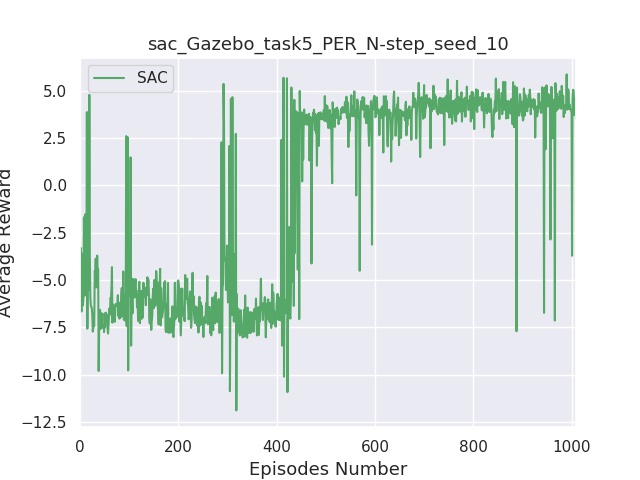 sac_Gazebo_task5_PER_N-step_seed_10
SAC
5.0
2.5
0.0
−2.5
−5.0
−7.5
−10.0
−12.5
Average Reward
0 200 400 600 800 1000
Episodes Number